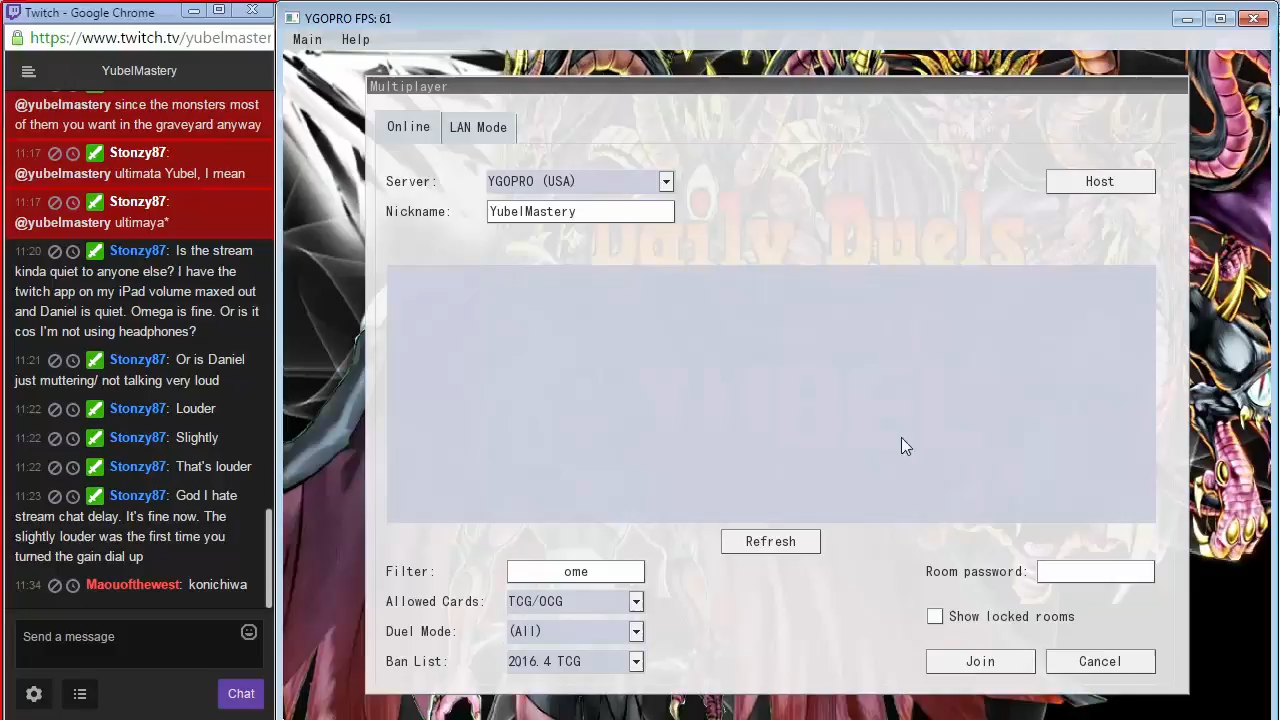 Twitch - Google Chrome
https://www.twitch.tv/yubelmaster
YubelMastery
@yubelmastery since the monsters most
of them you want in the graveyard anyway
11:17 Stonzy87:
@yubelmastery ultimata Yubel, I mean
11:17 Stonzy87:
@yubelmastery ultimaya*
11:20 Stonzy87: Is the stream
kinda quiet to anyone else? I have the
twitch app on my iPad volume maxed out
and Daniel is quiet. Omega is fine. Or is it
cos I'm not using headphones?
11:21 Stonzy87: Or is Daniel
just muttering/ not talking very loud
11:22 Stonzy87: Louder
11:22 Stonzy87: Slightly
11:22 Stonzy87: That's louder
11:23 Stonzy87: God I hate
stream chat delay. It's fine now. The
slightly louder was the first time you
turned the gain dial up
11:34 Maouofthewest: konichiwa
Send a message
Chat
YGOPRO FPS: 61
Main Help
Multiplayer
Online LAN Mode
Server: YGOPRO (USA) Host
Nickname: YubelMastery
Daily Duels
Refresh
Filter: ome Room password:
Allowed Cards: TCG/OCG Show locked rooms
Duel Mode: (All)
Ban List: 2016.4 TCG Join Cancel